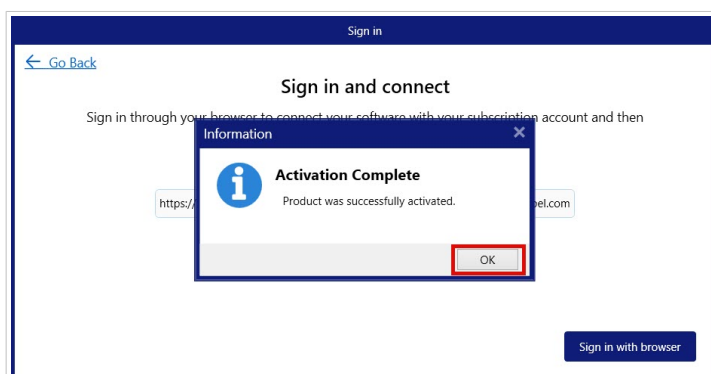 Sign in
← Go Back
Sign in and connect
Sign in through your browser to connect your software with your subscription account and then
Information
Activation Complete
Product was successfully activated.
https://
bel.com
OK
Sign in with browser